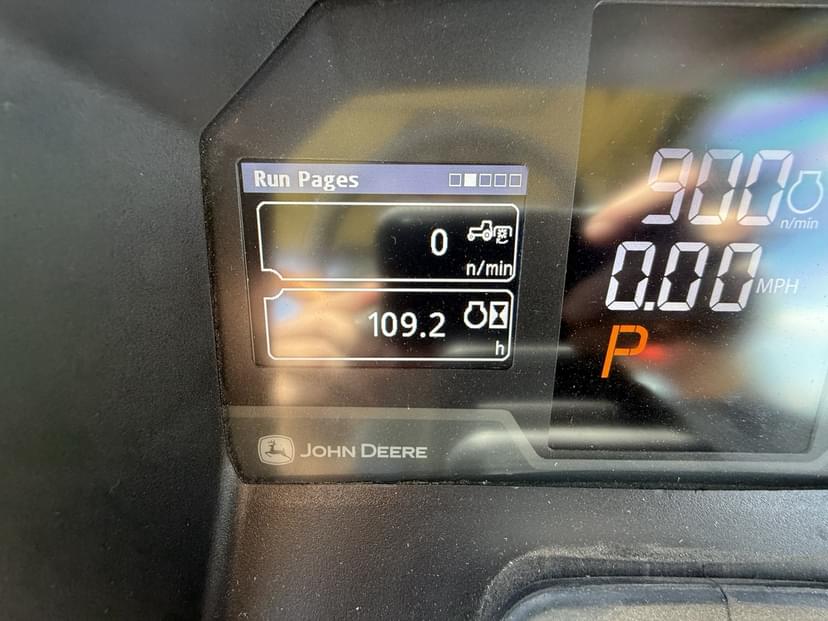 Run Pages
0
n/min
109.2
h
900
n/min
0.00 MPH
P
JOHN DEERE